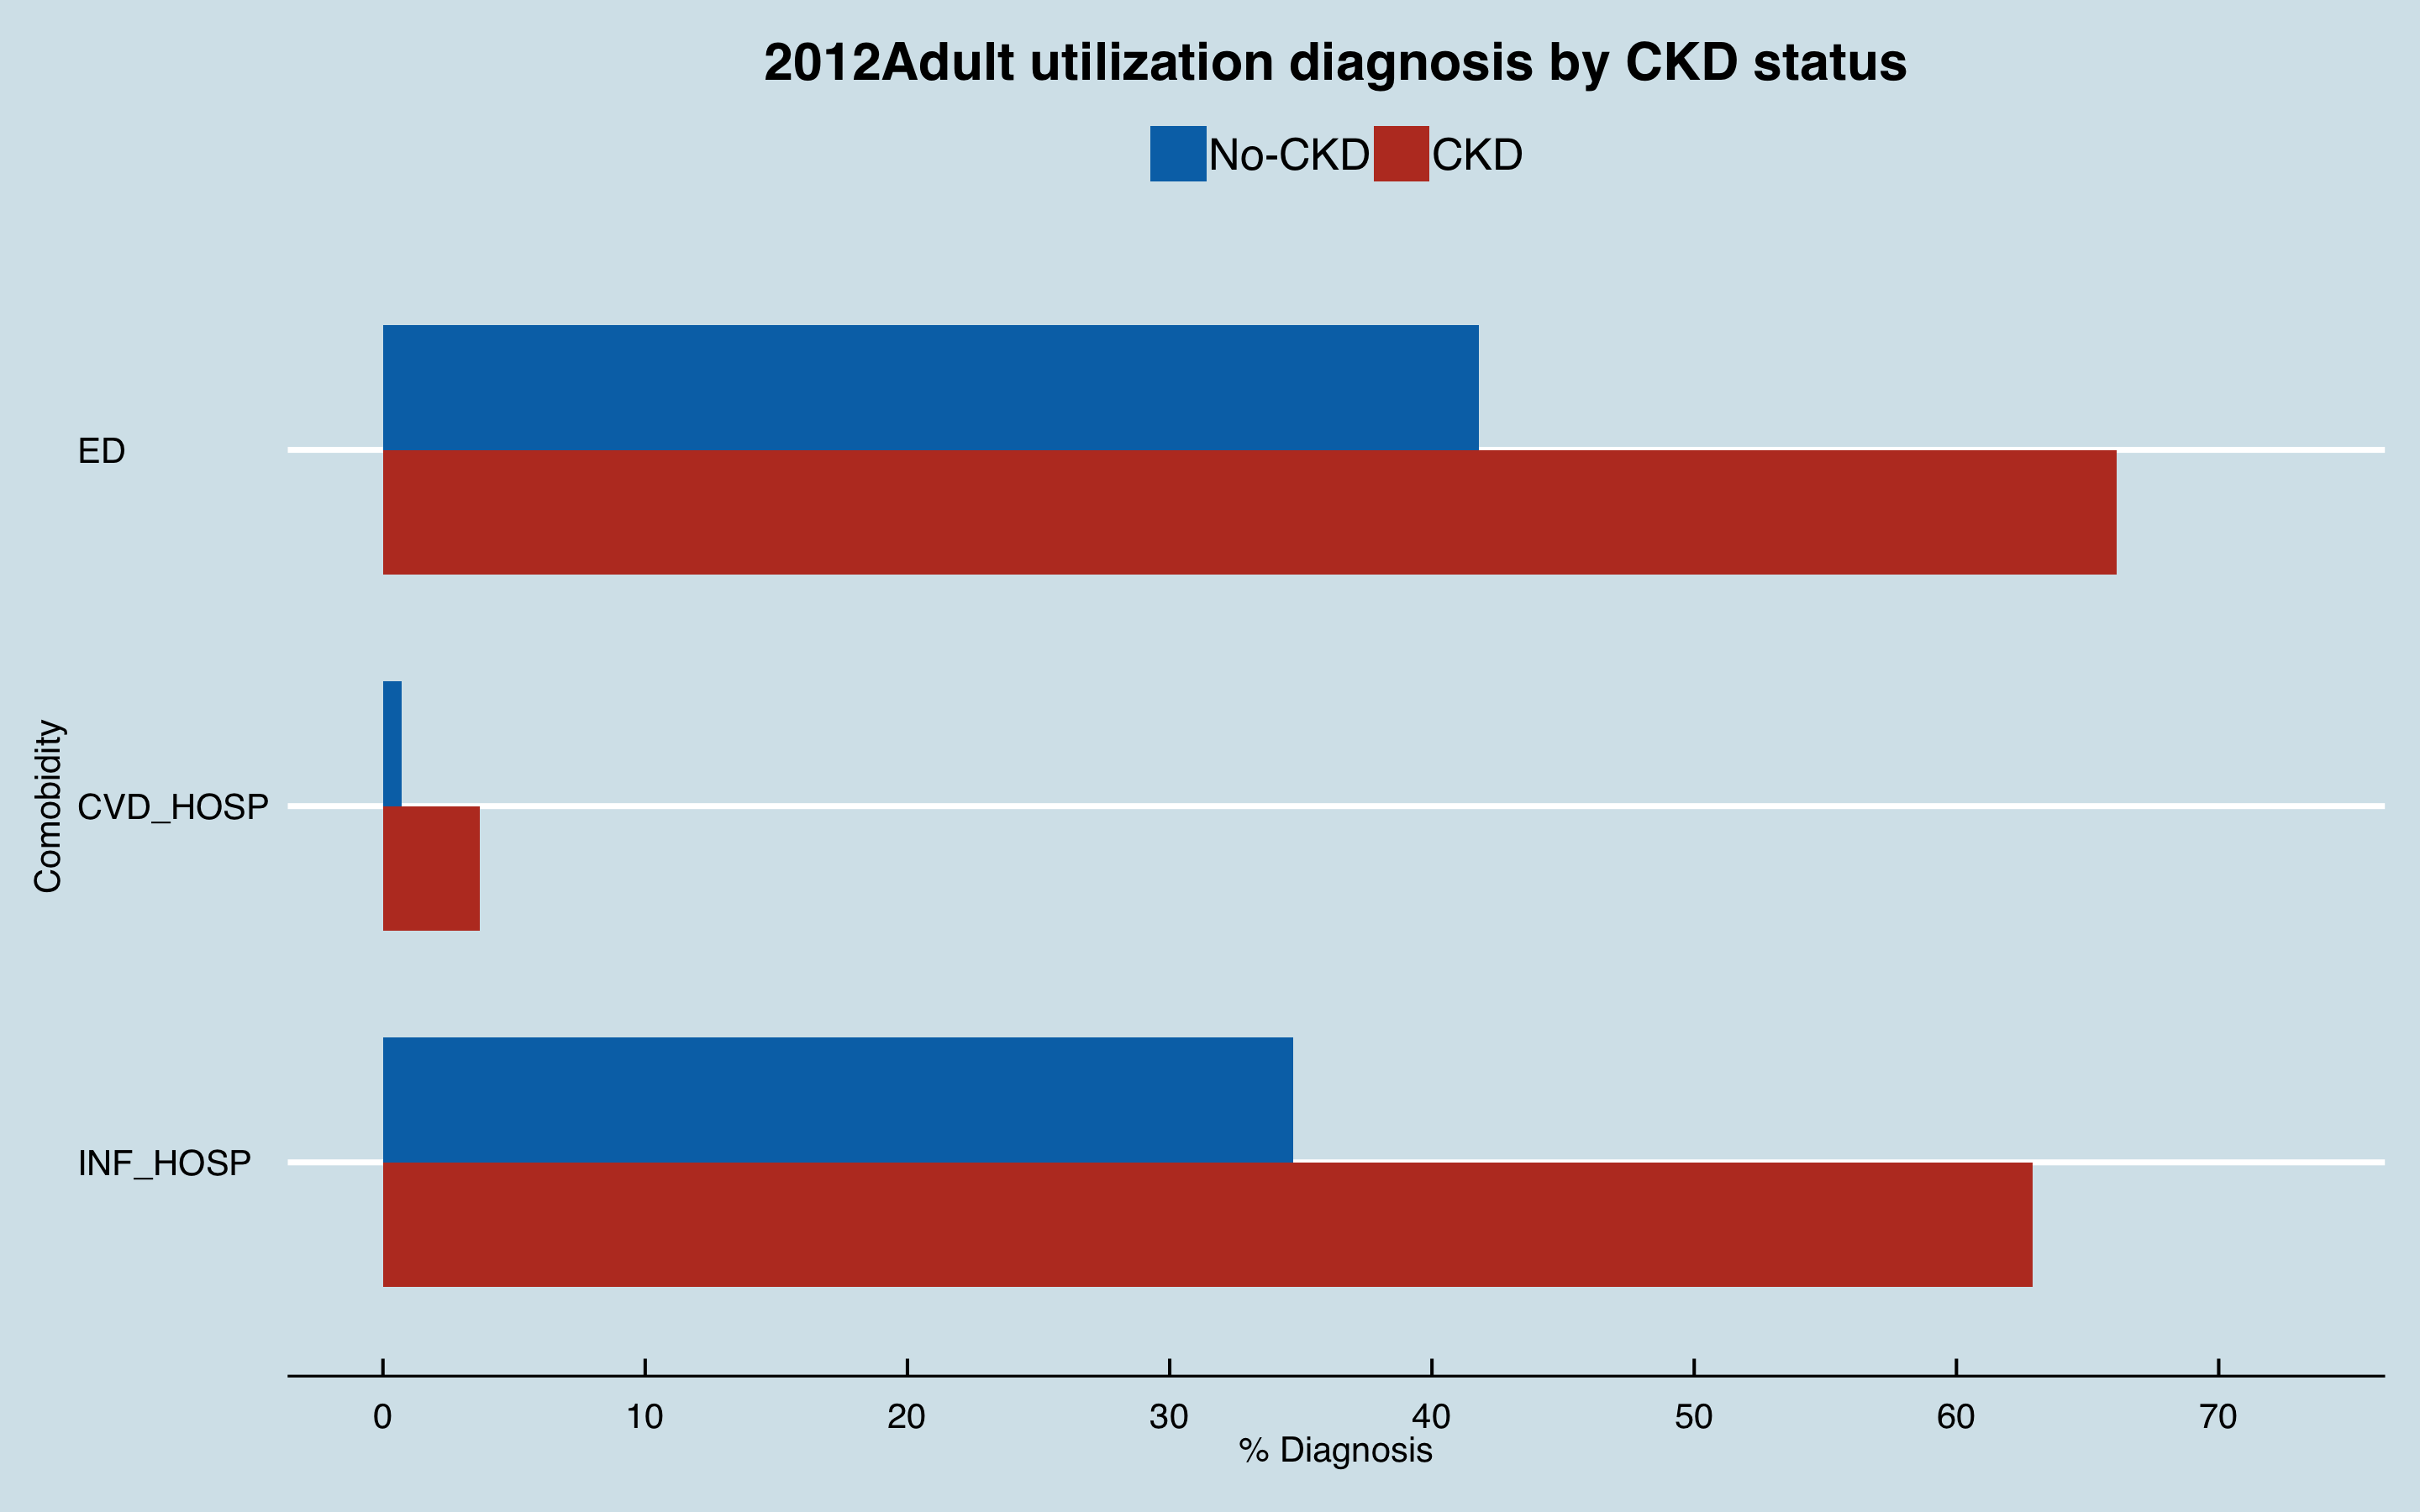 2012Adult utilization diagnosis by CKD status
No-CKD CKD
ED
CVD_HOSP
INF_HOSP
Comobidity
0 10 20 30 40 50 60 70
% Diagnosis